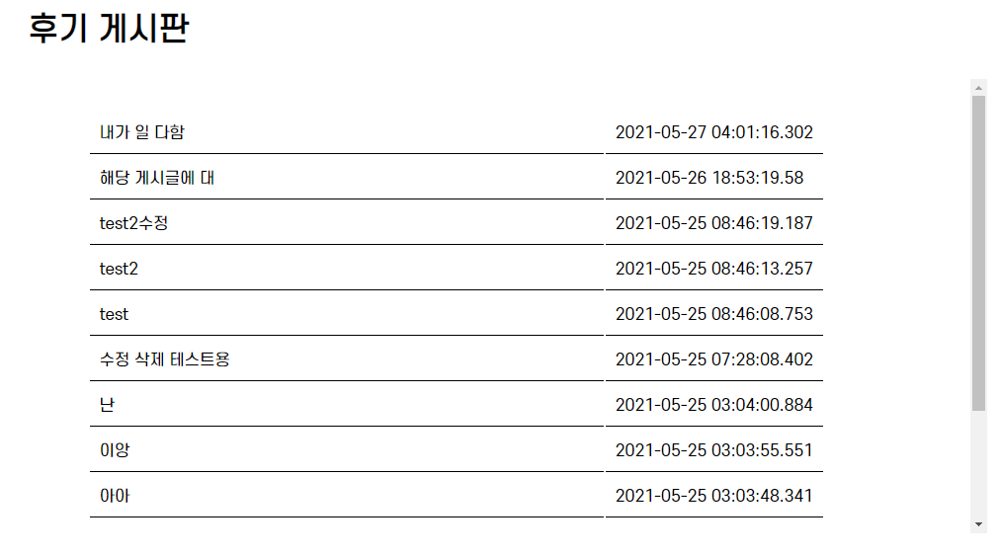 후기 게시판
내가 일 다함 2021-05-27 04:01:16.302
해당 게시글에 대 2021-05-26 18:53:19.58
test2수정 2021-05-25 08:46:19.187
test2 2021-05-25 08:46:13.257
test 2021-05-25 08:46:08.753
수정 삭제 테스트용 2021-05-25 07:28:08.402
난 2021-05-25 03:04:00.884
이앙 2021-05-25 03:03:55.551
아아 2021-05-25 03:03:48.341